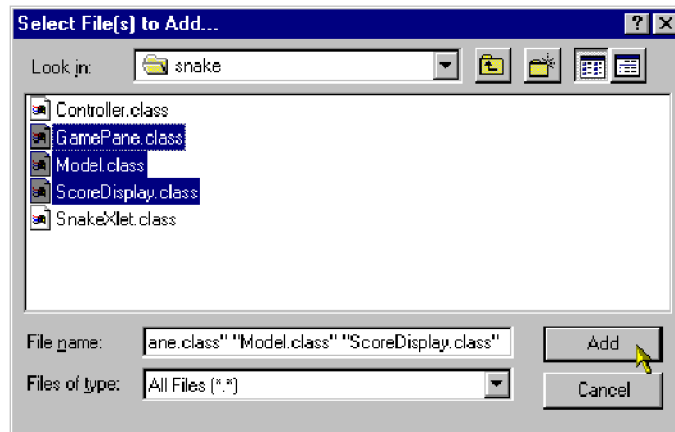 Select File(s) to Add...
Look in: snake
Controller.class
GamePane.class
Model.class
ScoreDisplay.class
SnakeXlet.class
File name: ane.class" "Model.class" "ScoreDisplay.class" Add
Files of type: All Files (*.*) Cancel